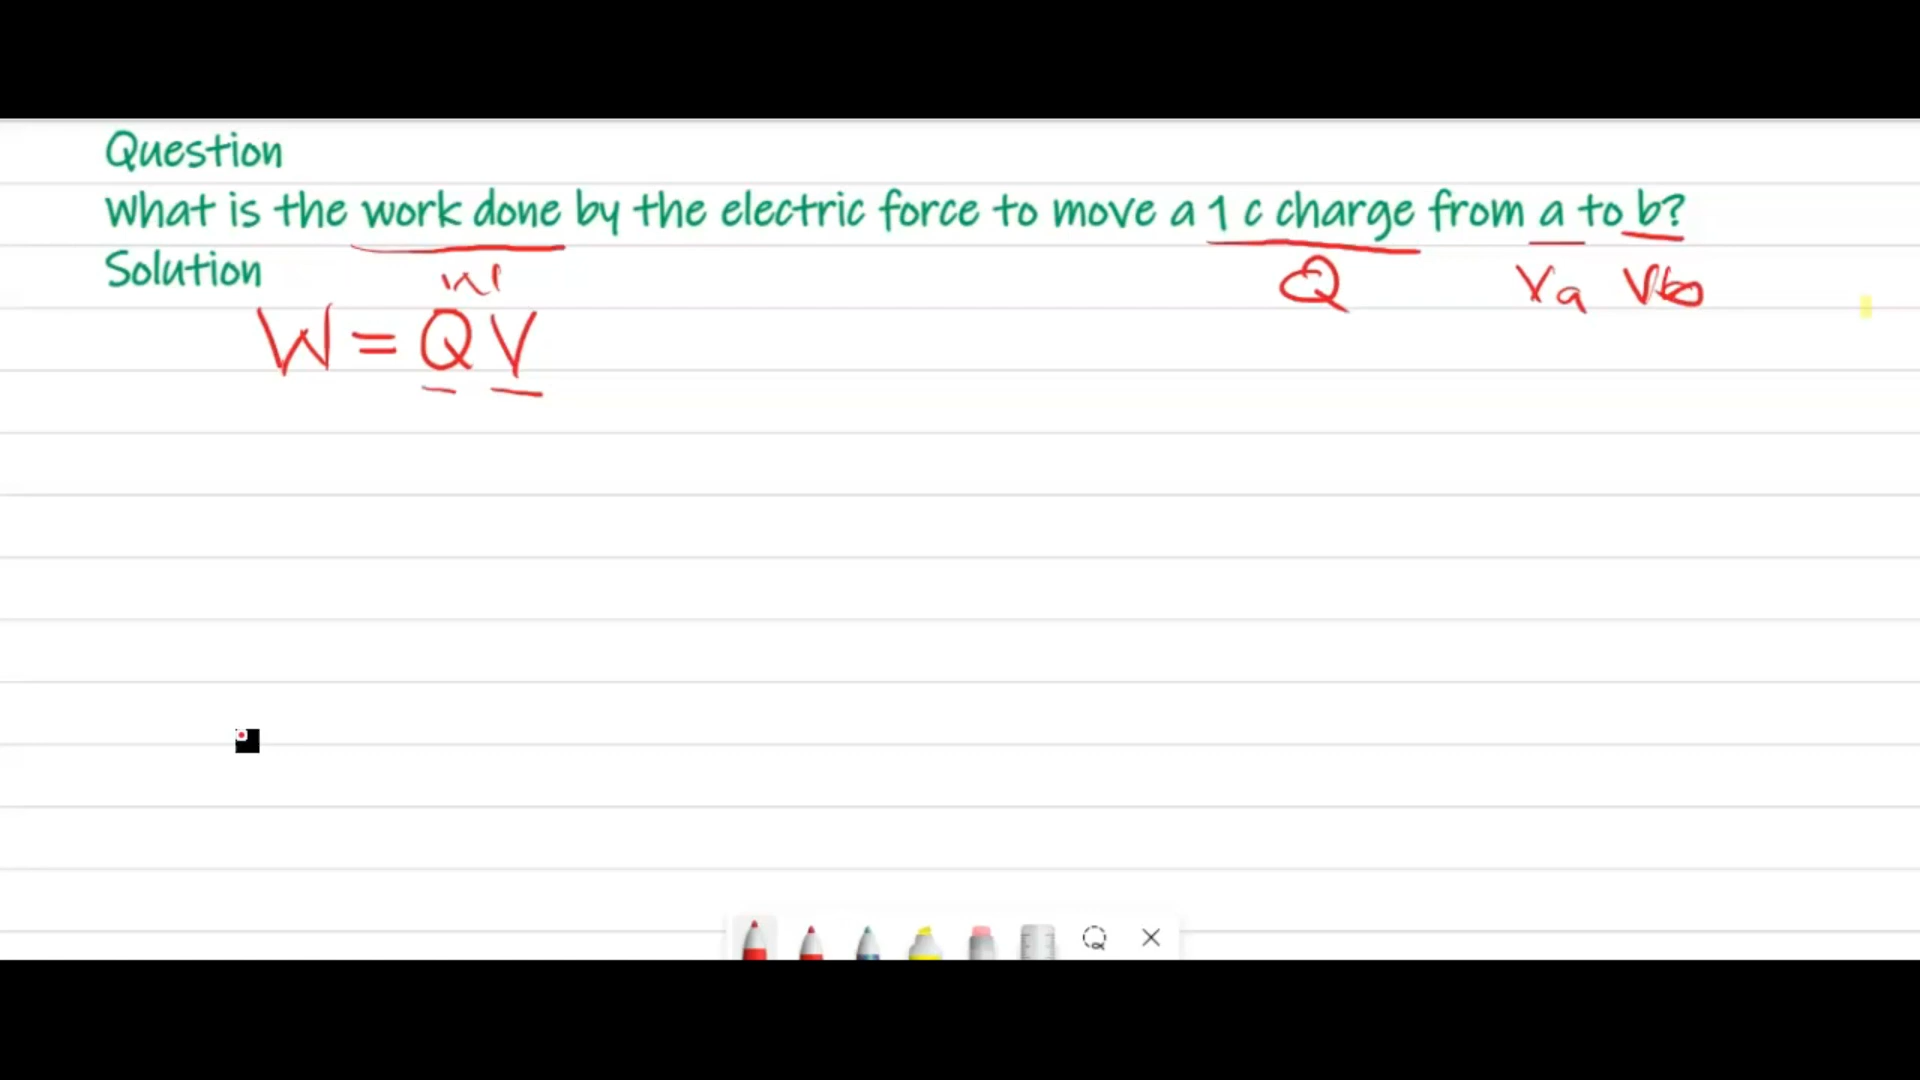 Question
What is the work done by the electric force to move a 1 c charge from a to b?
Solution
W Q Va Vb
W = QV